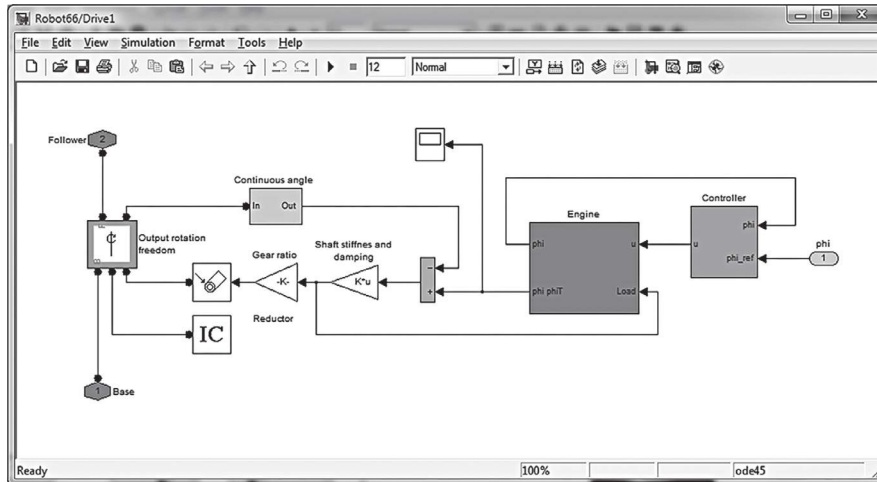 Robot66/Drive1
File Edit View Simulation Format Tools Help
12 Normal
Follower
2
Continuous angle
In Out
Output rotation
freedom
Gear ratio
-K-
Reductor
Shaft stiffnes and
damping
K*u
IC
1
Base
−
+
Engine
phi
u
phi phiT
Load
Controller
phi
u
phi_ref
phi
1
Ready
100%
ode45